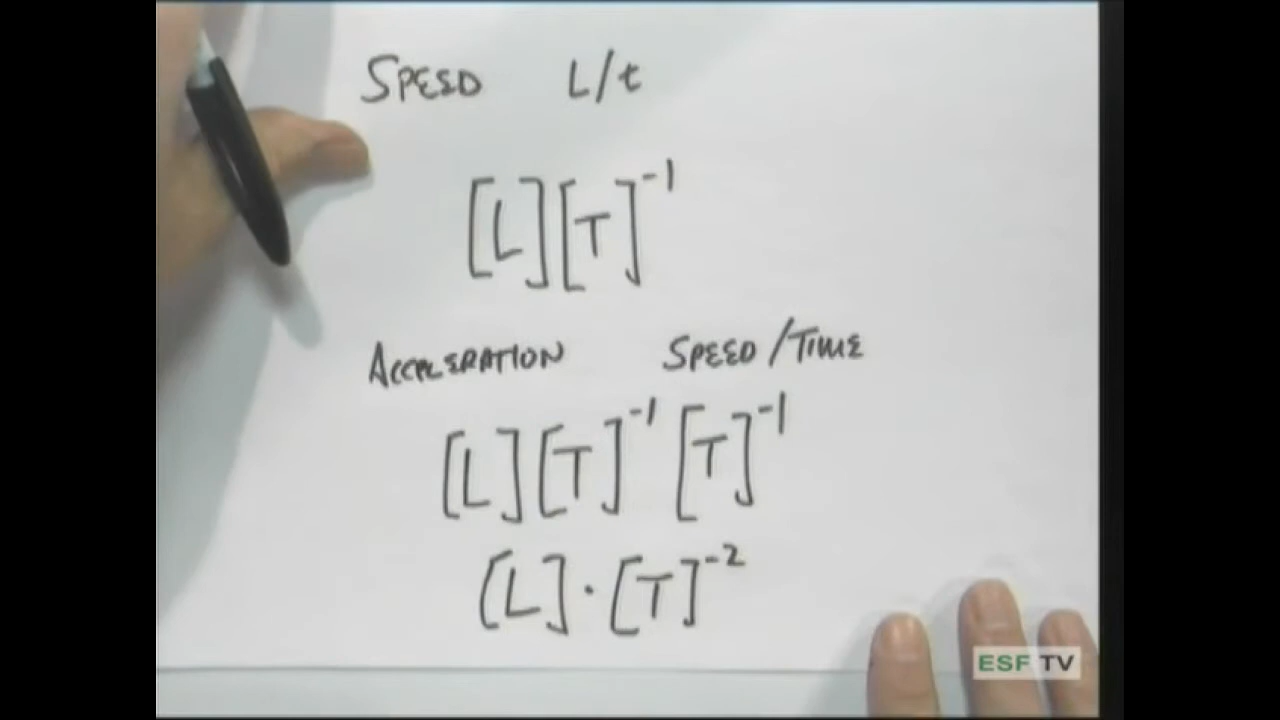 SPEED L/t
[L][T]⁻¹
ACCELERATION SPEED/TIME
[L][T]⁻¹[T]⁻¹
[L]·[T]⁻²
ESF TV